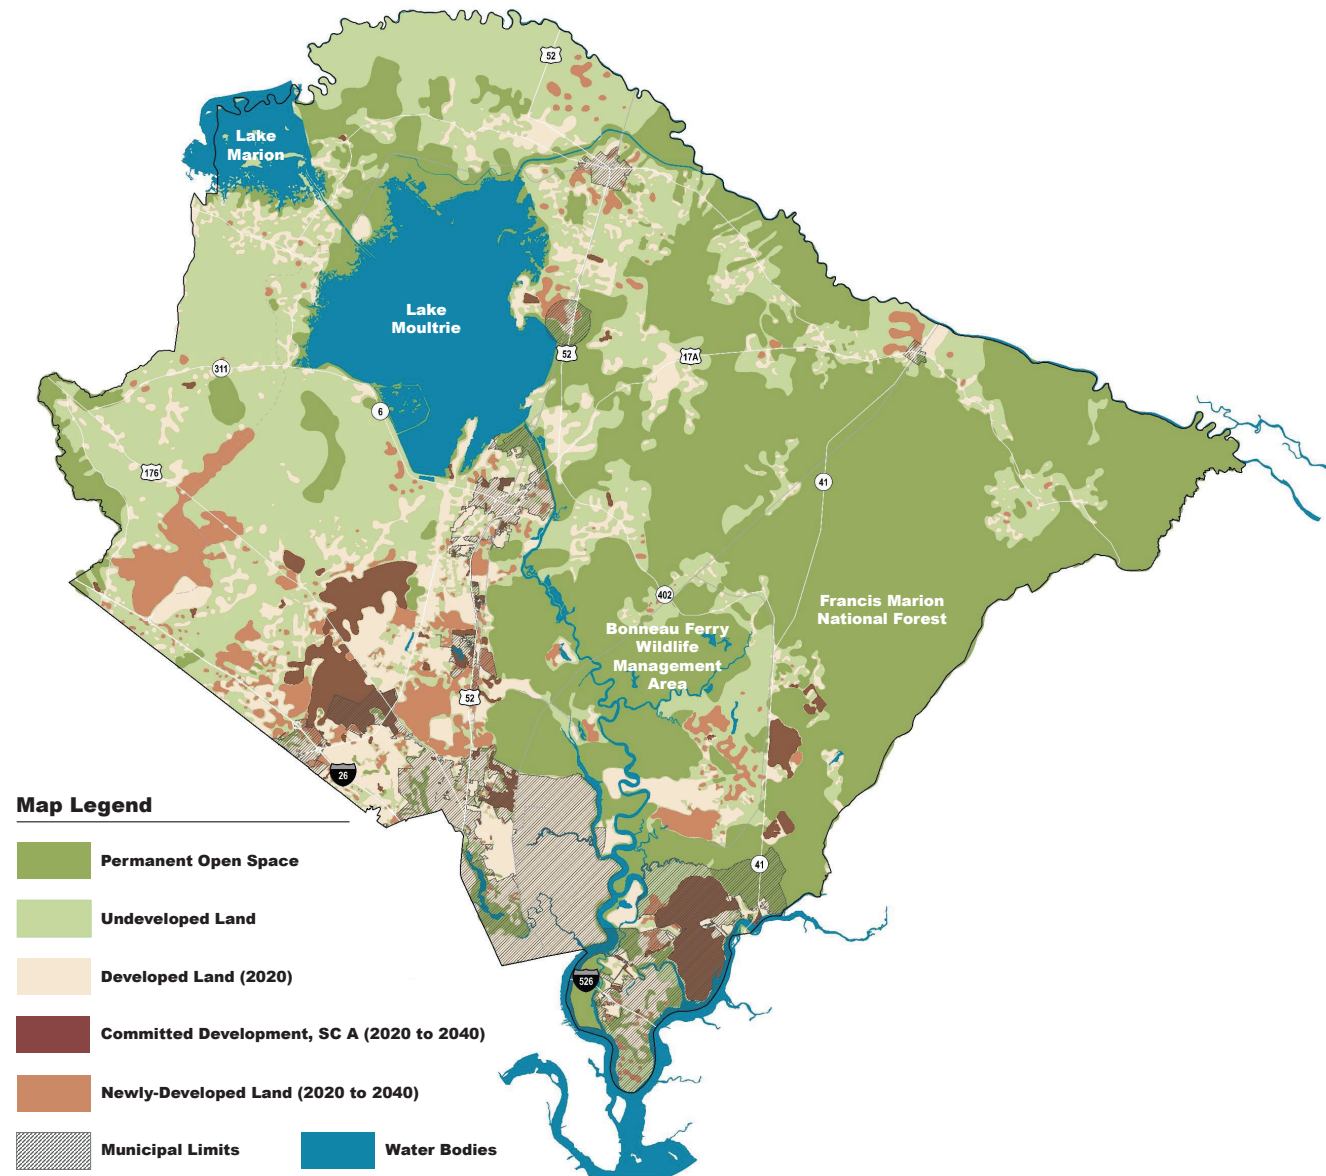 52
Lake
Marion
Lake
Moultrie
52
17A
311
6
176
41
402
Francis Marion
National Forest
Bonneau Ferry
Wildlife
Management
Area
52
26
41
526
Map Legend
Permanent Open Space
Undeveloped Land
Developed Land (2020)
Committed Development, SC A (2020 to 2040)
Newly-Developed Land (2020 to 2040)
Municipal Limits
Water Bodies